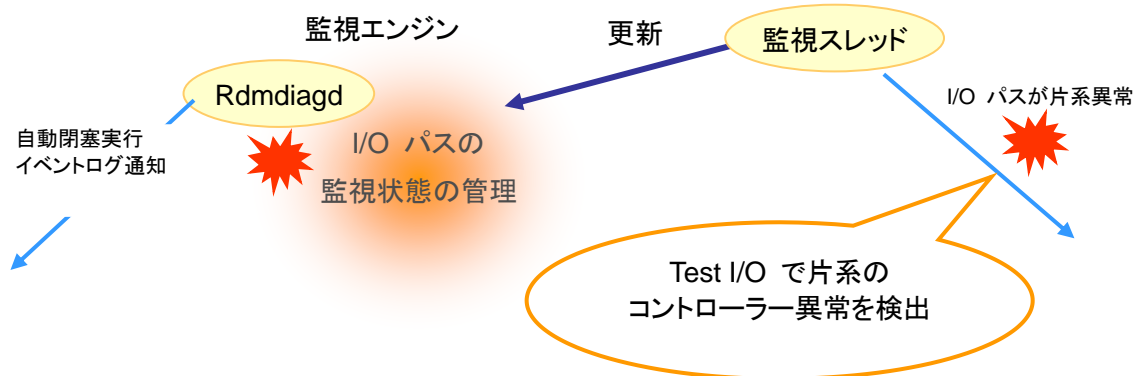 監視エンジン
更新
監視スレッド
Rdmdiagd
I/O パスが片系異常
自動閉塞実行
イベントログ通知
I/O パスの
監視状態の管理
Test I/O で片系の
コントローラー異常を検出